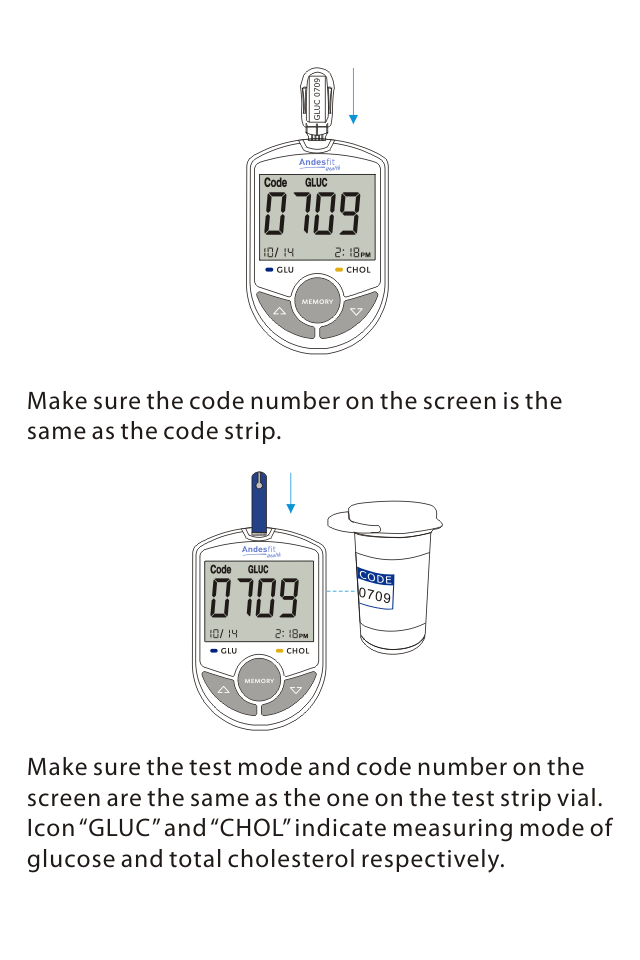 GLUC 0709
Andesfit
Health
Code GLUC
0709
10/14 2:18PM
GLU CHOL
MEMORY
Make sure the code number on the screen is the
same as the code strip.
Andesfit
Health
Code GLUC
0709
10/14 2:18PM
GLU CHOL
MEMORY
CODE
0709
Make sure the test mode and code number on the
screen are the same as the one on the test strip vial.
Icon “GLUC” and “CHOL” indicate measuring mode of
glucose and total cholesterol respectively.